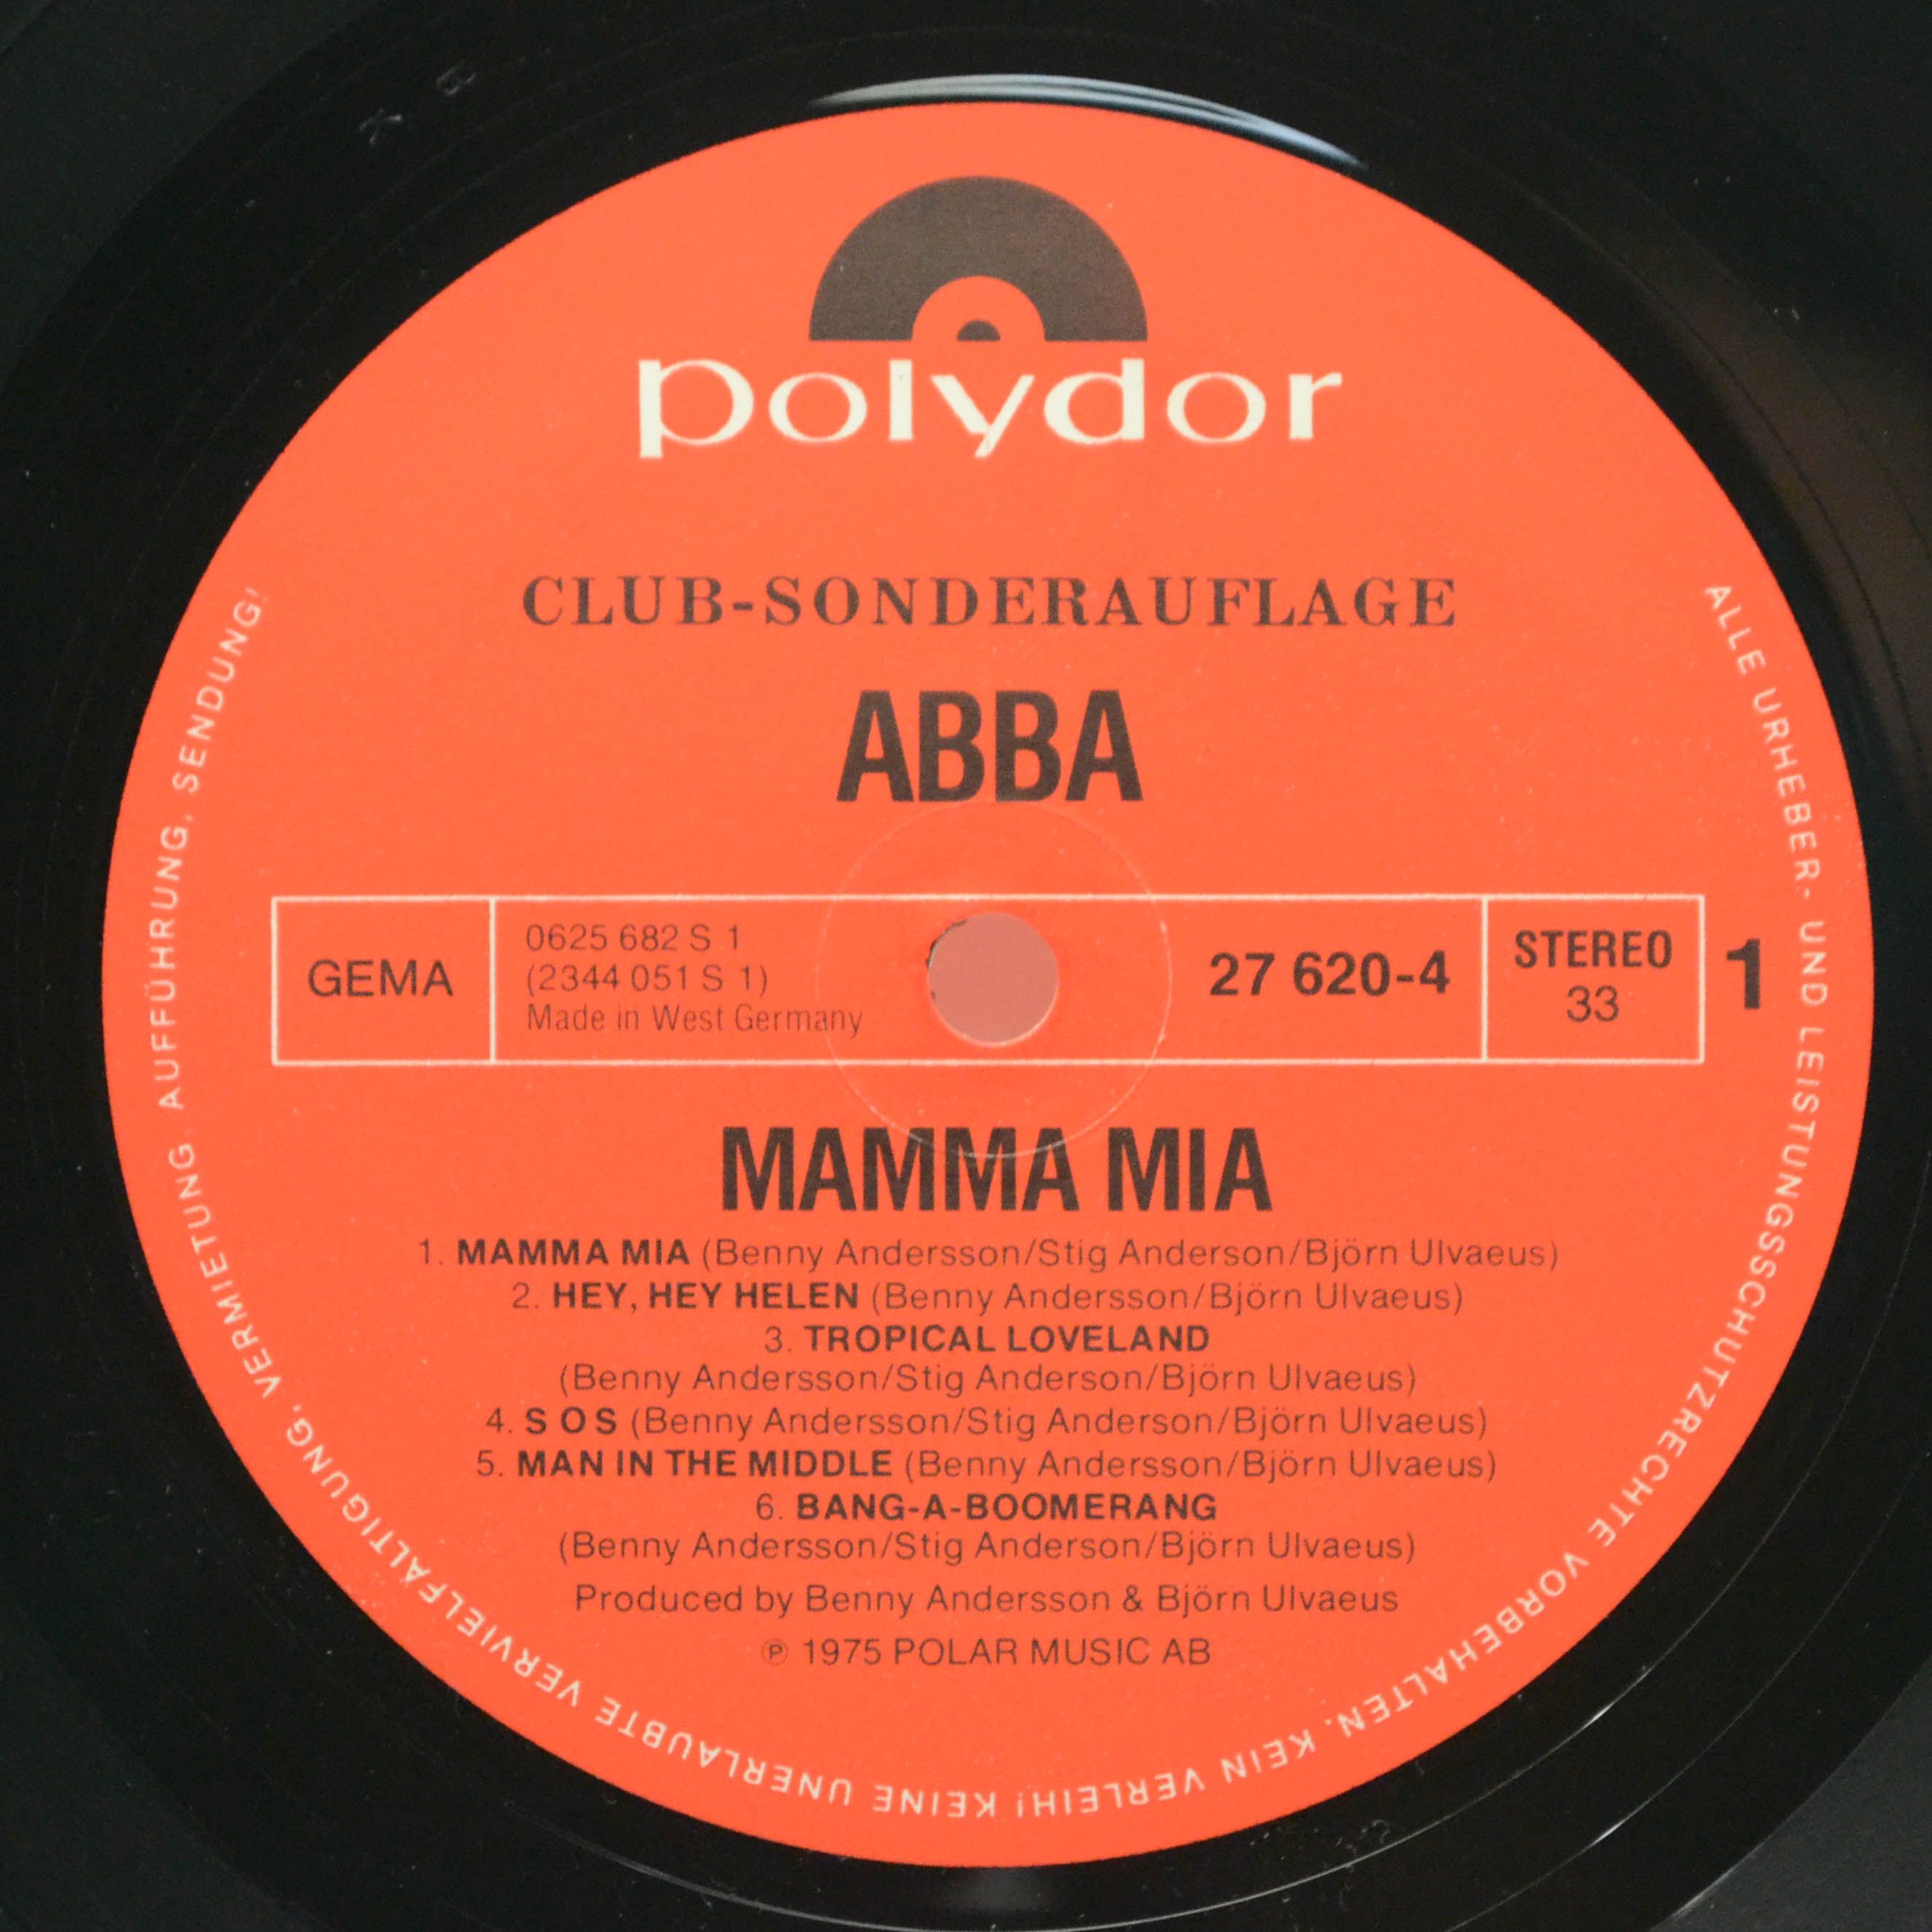 polydor
CLUB-SONDERAUFLAGE
ABBA
GEMA
0625 682 S 1
(2344 051 S 1)
Made in West Germany
27 620-4
STEREO
33
1
MAMMA MIA
1. MAMMA MIA (Benny Andersson/Stig Anderson/Björn Ulvaeus)
2. HEY, HEY HELEN (Benny Andersson/Björn Ulvaeus)
3. TROPICAL LOVELAND
(Benny Andersson/Stig Anderson/Björn Ulvaeus)
4. S O S (Benny Andersson/Stig Anderson/Björn Ulvaeus)
5. MAN IN THE MIDDLE (Benny Andersson/Björn Ulvaeus)
6. BANG-A-BOOMERANG
(Benny Andersson/Stig Anderson/Björn Ulvaeus)
Produced by Benny Andersson & Björn Ulvaeus
℗ 1975 POLAR MUSIC AB
ALLE URHEBER- UND LEISTUNGSSCHUTZRECHTE VORBEHALTEN. KEIN VERLEIH! KEINE UNERLAUBTE VERVIELFÄLTIGUNG, VERMIETUNG, AUFFÜHRUNG, SENDUNG!